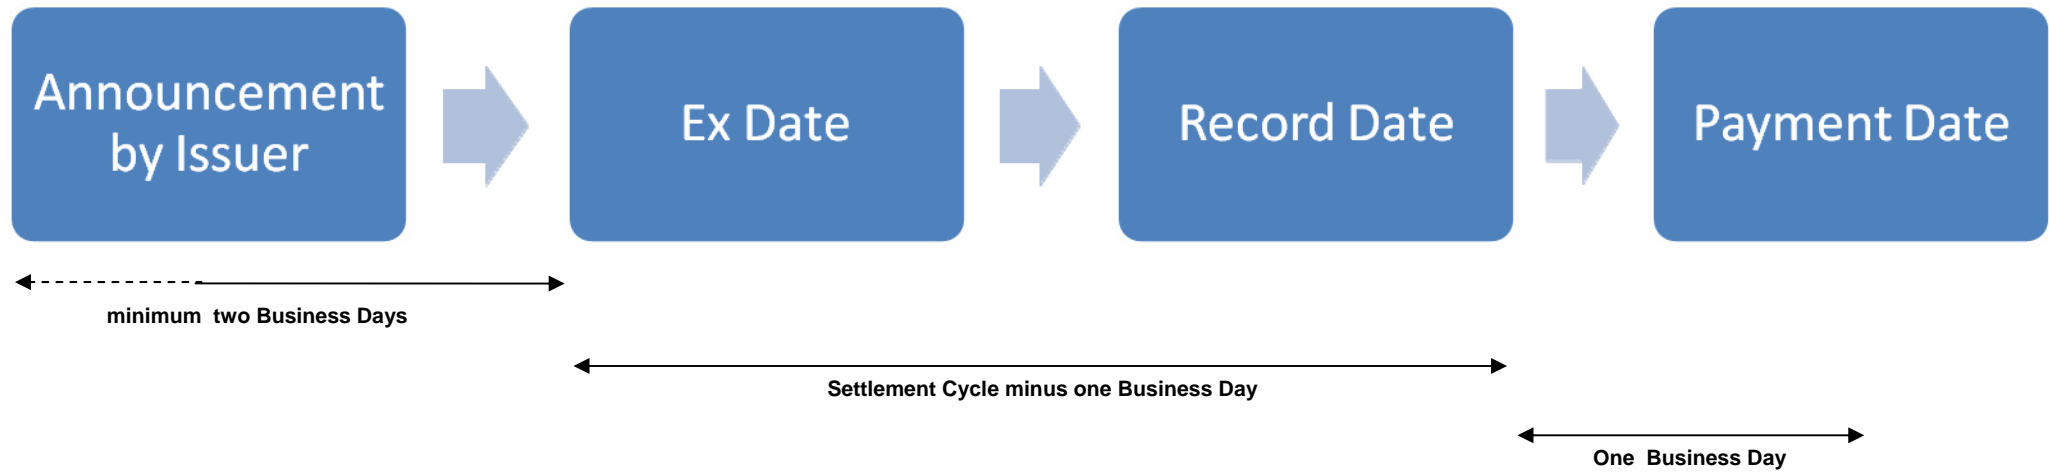 Announcement
by Issuer
Ex Date
Record Date
Payment Date
minimum two Business Days
Settlement Cycle minus one Business Day
One Business Day